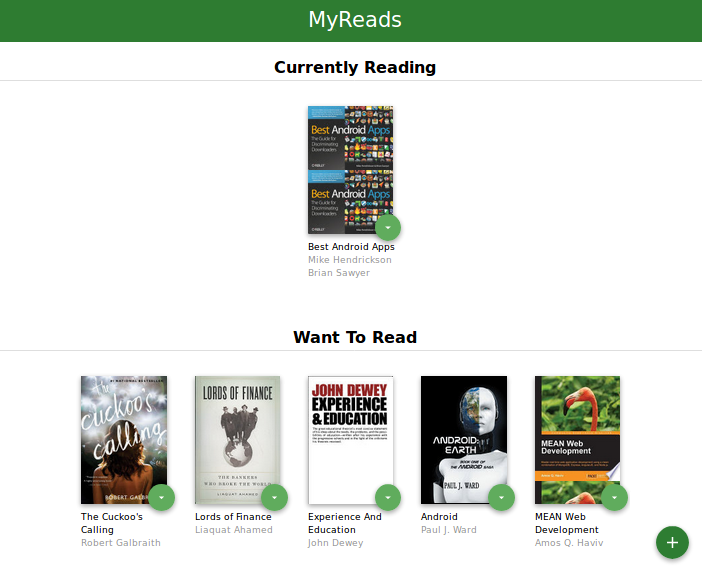 MyReads
Currently Reading
Best Android Apps
The Guide for
Discriminating
Downloaders
O'REILLY
Best Android Apps
The Guide for
Discriminating
Downloaders
O'REILLY
Best Android Apps
Mike Hendrickson
Brian Sawyer
Want To Read
the
cuckoo's
calling
ROBERT GALB
The Cuckoo's
Calling
Robert Galbraith
LORDS OF FINANCE
THE BANKERS
WHO BROKE THE WORLD
LIAQUAT AHAMED
Lords of Finance
Liaquat Ahamed
JOHN DEWEY
EXPERIENCE
& EDUCATION
Experience And
Education
John Dewey
ANDROID:
EARTH
BOOK ONE OF
THE ANDROID SAGA
PAUL J. WARD
Android
Paul J. Ward
MEAN Web
Development
MEAN Web
Development
Amos Q. Haviv